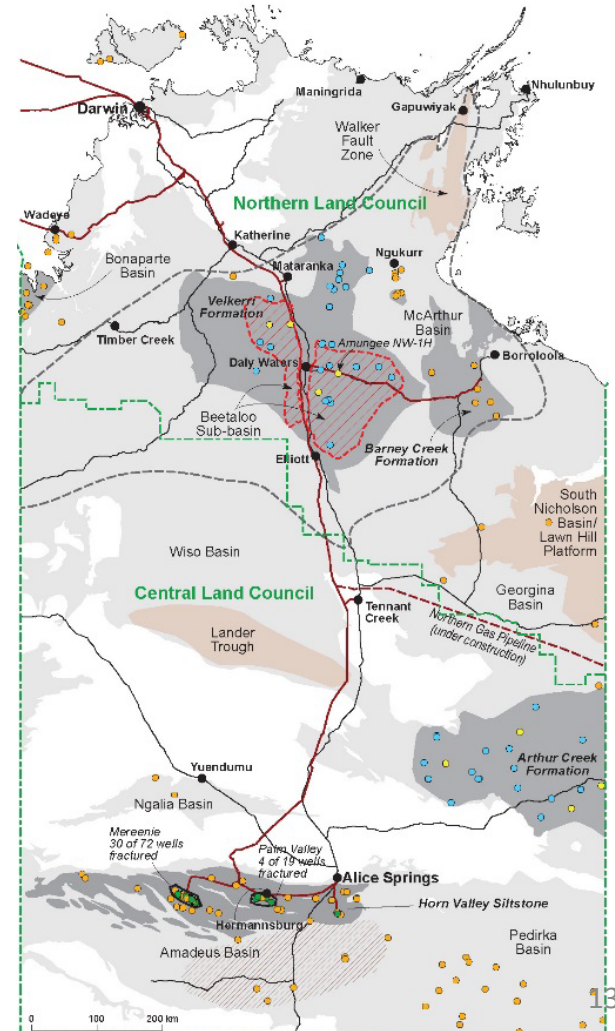 Maningrida
Nhulunbuy
Darwin
Gapuwiyak
Walker
Fault
Zone
Northern Land Council
Wadeye
Katherine
Bonaparte
Basin
Mataranka
Ngukurr
Velkerri
Formation
McArthur
Basin
Timber Creek
Amungee NW-1H
Daly Waters
Borroloola
Beetaloo
Sub-basin
Barney Creek
Formation
Elliott
South
Nicholson
Basin/
Lawn Hill
Platform
Wiso Basin
Georgina
Basin
Central Land Council
Tennant
Creek
Northern Gas Pipeline
(under construction)
Lander
Trough
Arthur Creek
Formation
Yuendumu
Ngalia Basin
Mereenie
30 of 72 wells
fractured
Palm Valley
4 of 19 wells
fractured
Alice Springs
Horn Valley Siltstone
Hermannsburg
Amadeus Basin
Pedirka
Basin
0 100 200 km
13